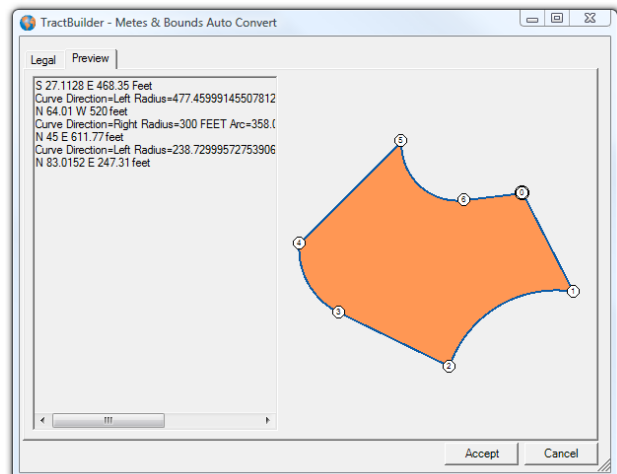 TractBuilder - Metes & Bounds Auto Convert
Legal
Preview
S 27.1128 E 468.35 Feet
Curve Direction=Left Radius=477.45999145507812
N 64.01 W 520 feet
Curve Direction=Right Radius=300 FEET Arc=358.0
N 45 E 611.77 feet
Curve Direction=Left Radius=238.72999572753906
N 83.0152 E 247.31 feet
5
6
0
4
1
3
2
Accept
Cancel